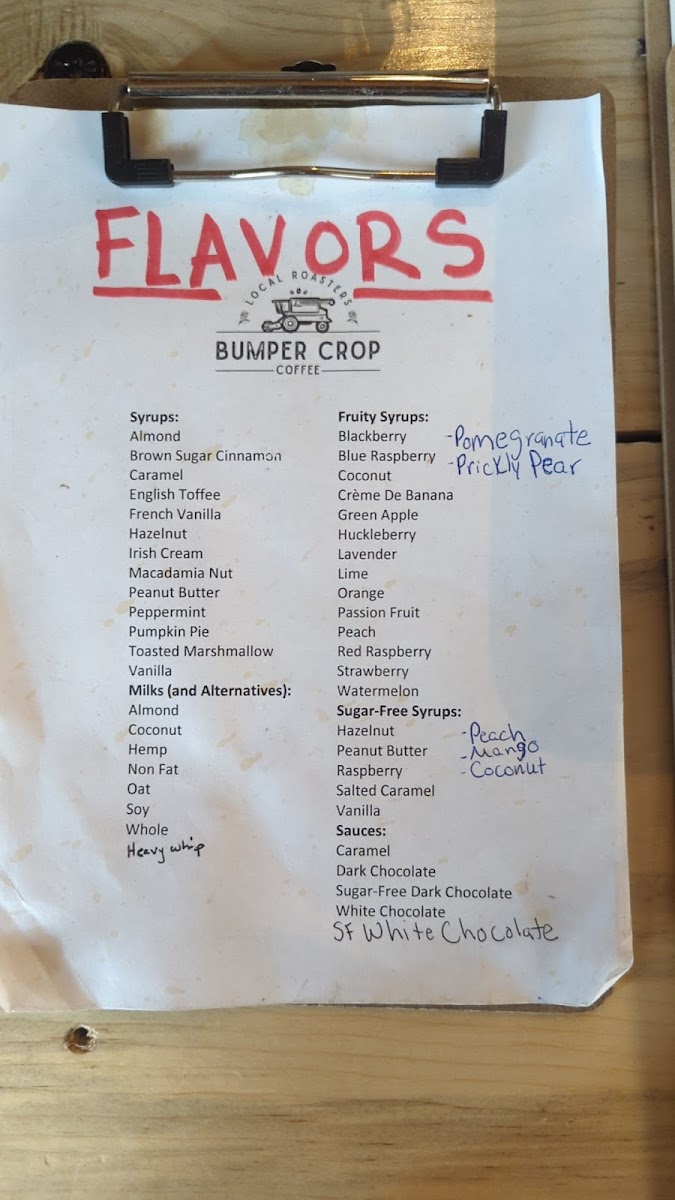 FLAVORS
LOCAL ROASTERS
BUMPER CROP
COFFEE
Syrups:
Almond
Brown Sugar Cinnamon
Caramel
English Toffee
French Vanilla
Hazelnut
Irish Cream
Macadamia Nut
Peanut Butter
Peppermint
Pumpkin Pie
Toasted Marshmallow
Vanilla
Milks (and Alternatives):
Almond
Coconut
Hemp
Non Fat
Oat
Soy
Whole
Heavy whip
Fruity Syrups:
Blackberry
Blue Raspberry
Coconut
Crème De Banana
Green Apple
Huckleberry
Lavender
Lime
Orange
Passion Fruit
Peach
Red Raspberry
Strawberry
Watermelon
-Pomegranate
-Prickly Pear
Sugar-Free Syrups:
Hazelnut
Peanut Butter
Raspberry
Salted Caramel
Vanilla
-Peach
-Mango
-Coconut
Sauces:
Caramel
Dark Chocolate
Sugar-Free Dark Chocolate
White Chocolate
SF White Chocolate